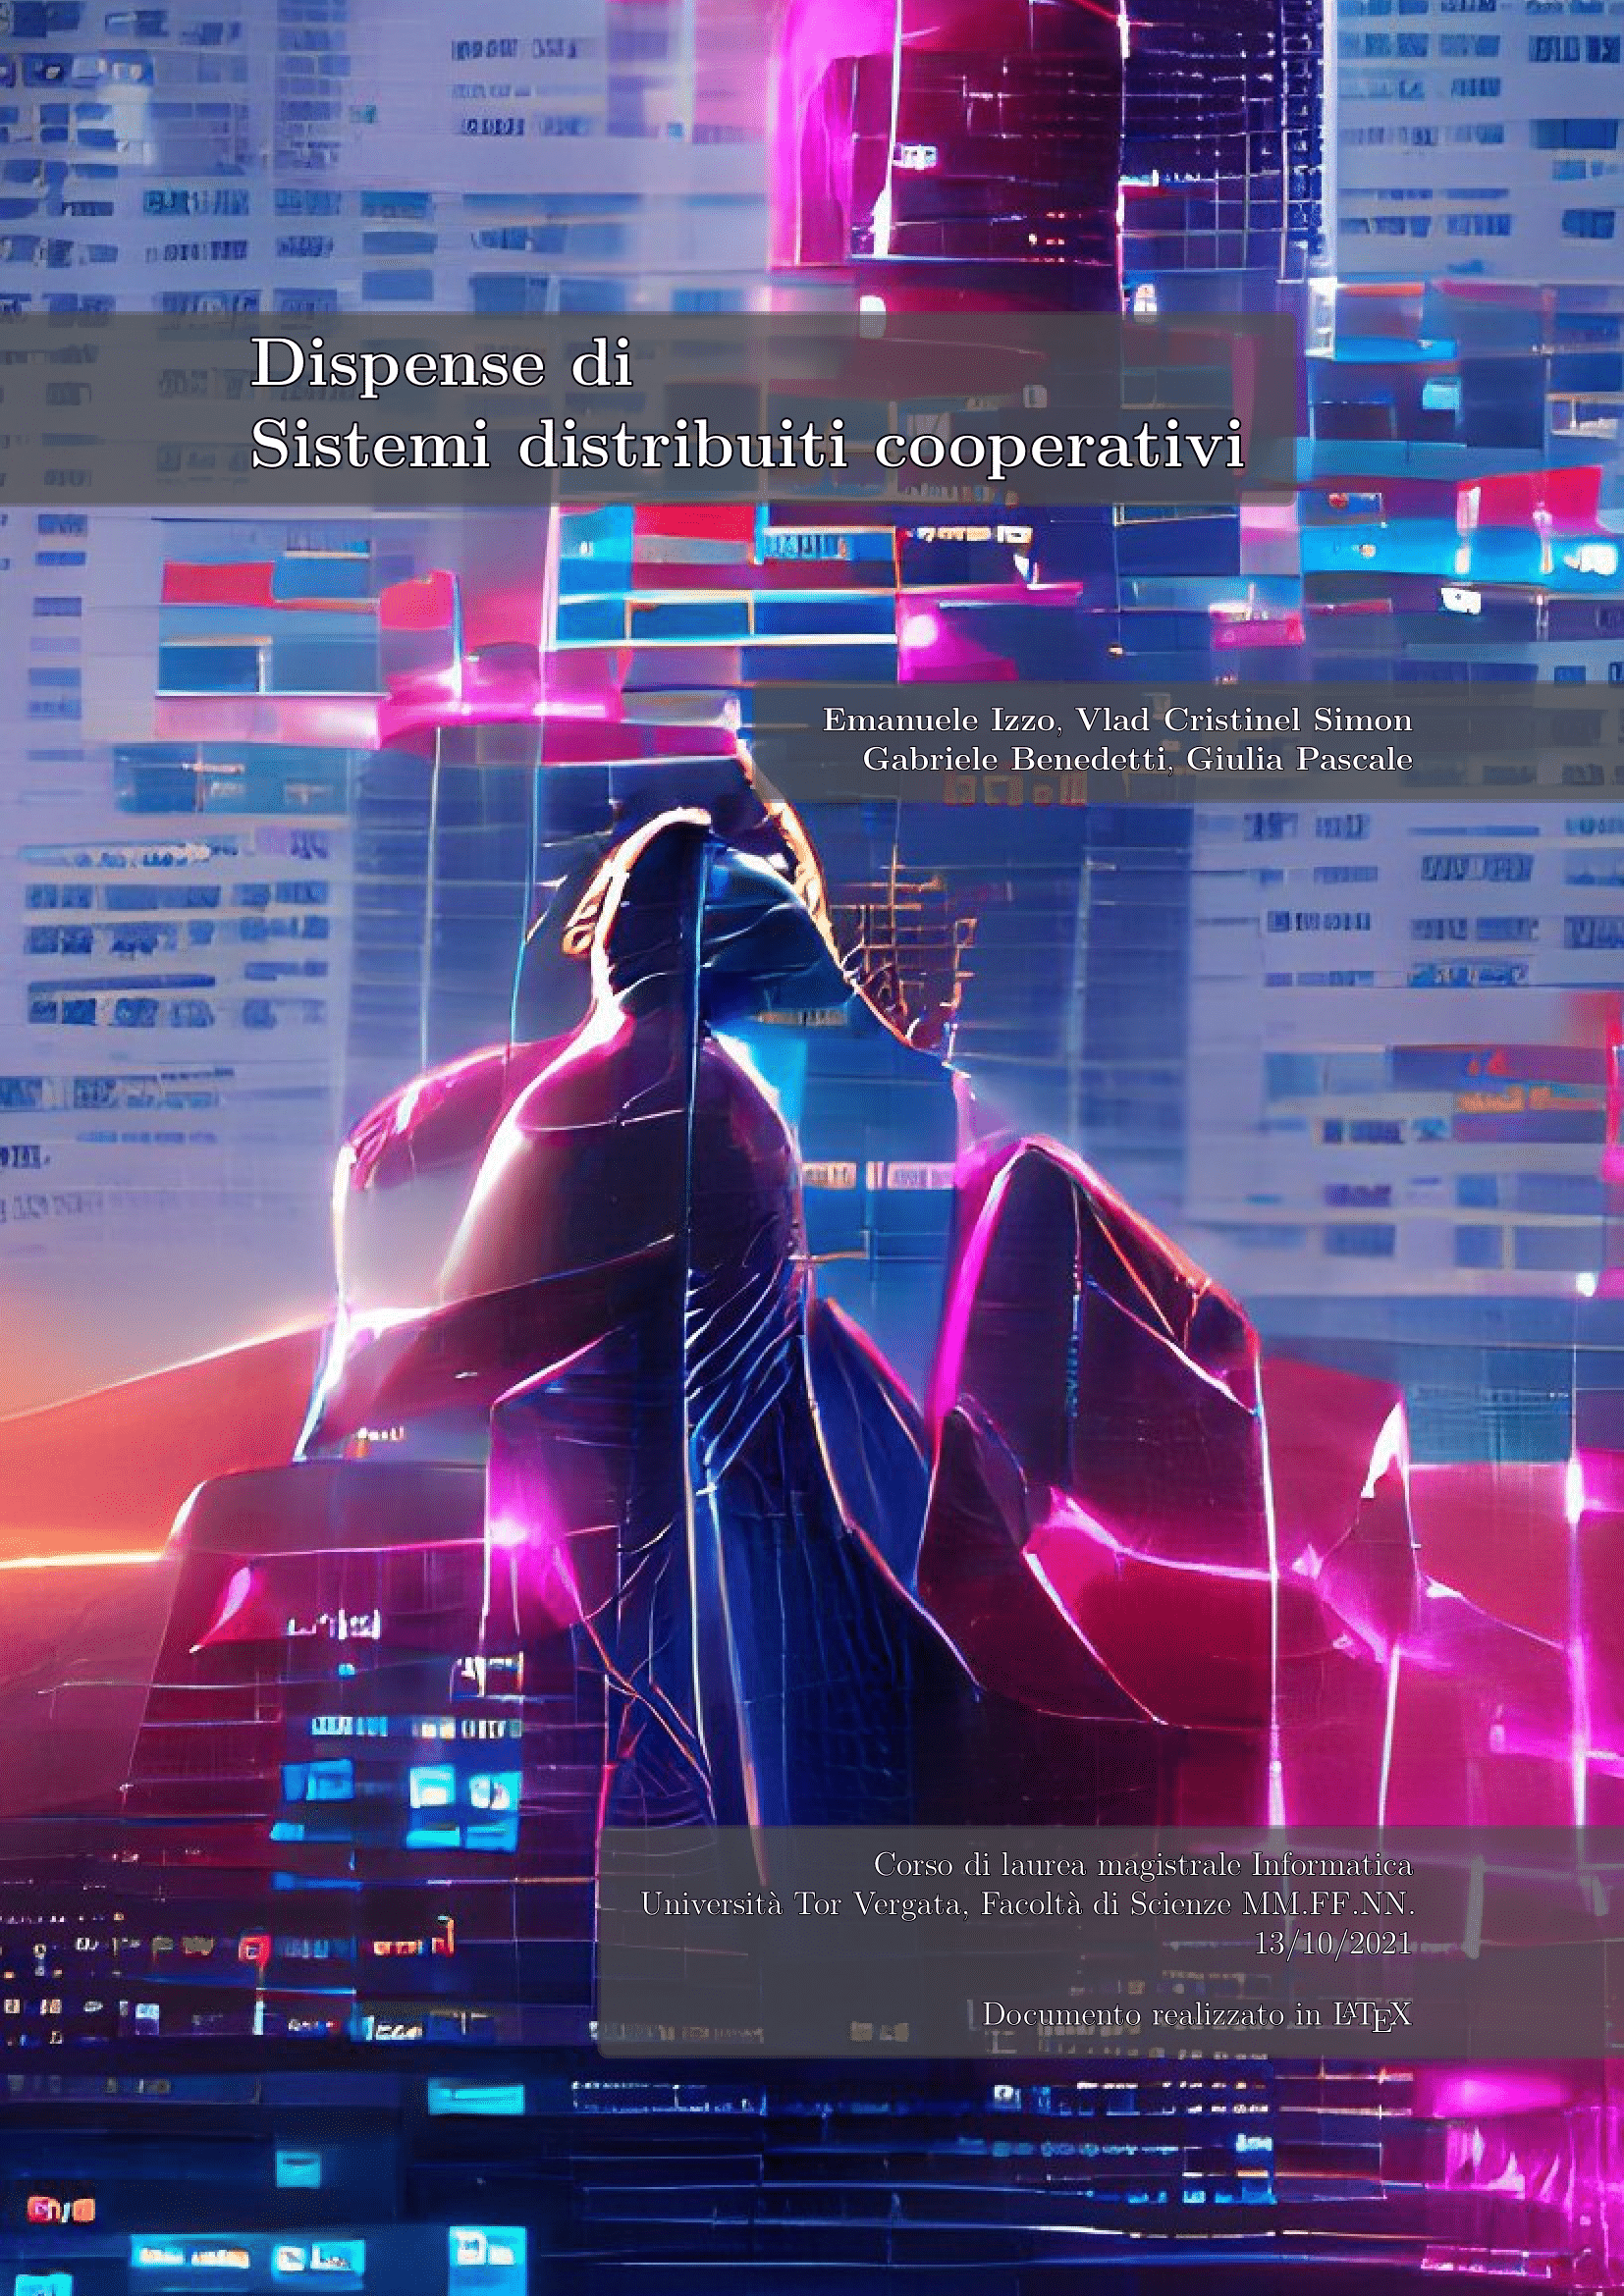 Dispense di
Sistemi distribuiti cooperativi
Emanuele Izzo, Vlad Cristinel Simon
Gabriele Benedetti, Giulia Pascale
Corso di laurea magistrale Informatica
Università Tor Vergata, Facoltà di Scienze MM.FF.NN.
13/10/2021
Documento realizzato in LATEX